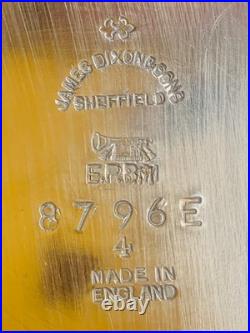 JAMES DIXON & SONS
SHEFFIELD
E.P.B.M
8796E
4
MADE IN
ENGLAND